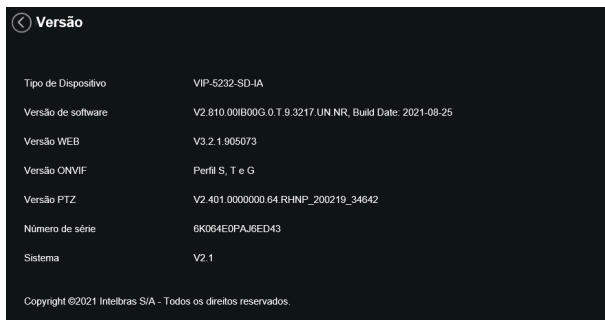 Versão
Tipo de Dispositivo VIP-5232-SD-IA
Versão de software V2.810.00IB00G.0.T.9.3217.UN.NR, Build Date: 2021-08-25
Versão WEB V3.2.1.905073
Versão ONVIF Perfil S, T e G
Versão PTZ V2.401.0000000.64.RHNP_200219_34642
Número de série 6K064E0PAJ6ED43
Sistema V2.1
Copyright ©2021 Intelbras S/A - Todos os direitos reservados.